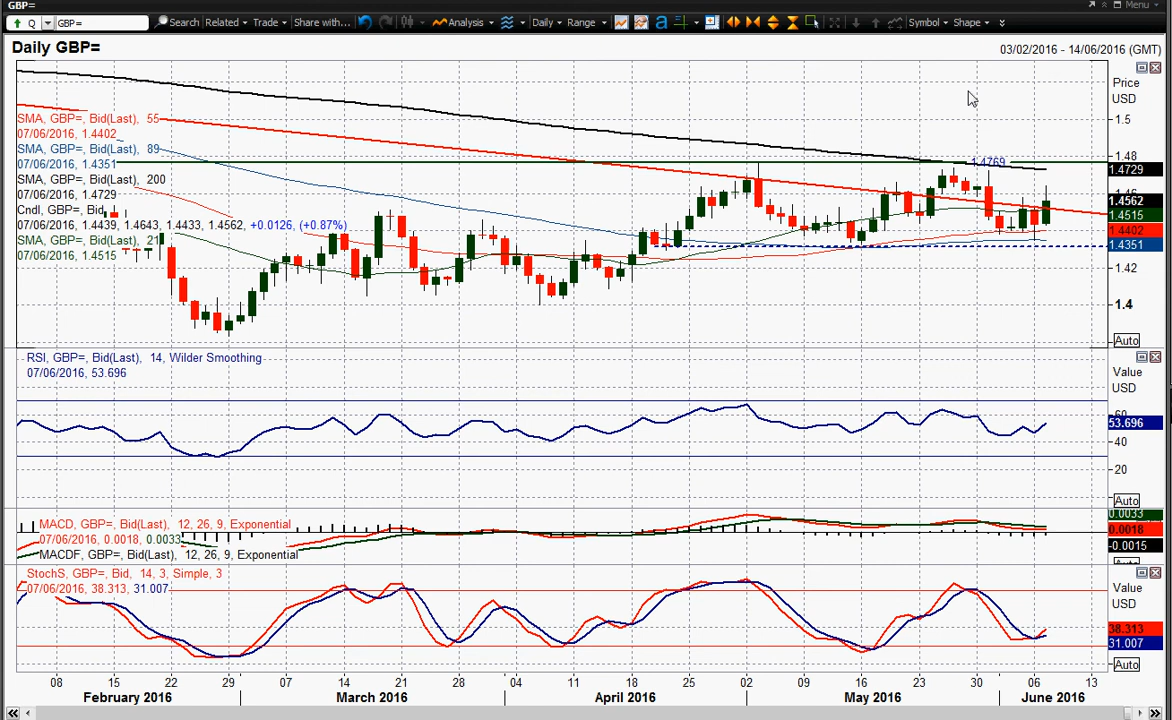 GBP=
Menu
Q GBP= Search Related Trade Share with... Analysis Daily Range a Symbol Shape
Daily GBP= 03/02/2016 - 14/06/2016 (GMT)
Price
USD
SMA, GBP=, Bid(Last), 55
07/06/2016, 1.4402
SMA, GBP=, Bid(Last), 89
07/06/2016, 1.4351
SMA, GBP=, Bid(Last), 200
07/06/2016, 1.4729
Cndl, GBP=, Bid
07/06/2016, 1.4439, 1.4643, 1.4433, 1.4562, +0.0126, (+0.87%)
SMA, GBP=, Bid(Last), 21
07/06/2016, 1.4515
1.4769
1.5
1.48
1.4729
1.46
1.4562
1.4515
1.4402
1.4351
1.42
1.4
Auto
RSI, GBP=, Bid(Last), 14, Wilder Smoothing
07/06/2016, 53.696
Value
USD
60
53.696
40
20
Auto
MACD, GBP=, Bid(Last), 12, 26, 9, Exponential
07/06/2016, 0.0018, 0.0033
MACDF, GBP=, Bid(Last), 12, 26, 9, Exponential
0.0033
0.0018
-0.0015
Auto
StochS, GBP=, Bid, 14, 3, Simple, 3
07/06/2016, 38.313, 31.007
Value
USD
38.313
31.007
Auto
08 15 22 29 07 14 21 28 04 11 18 25 02 09 16 23 30 06 13
February 2016 March 2016 April 2016 May 2016 June 2016